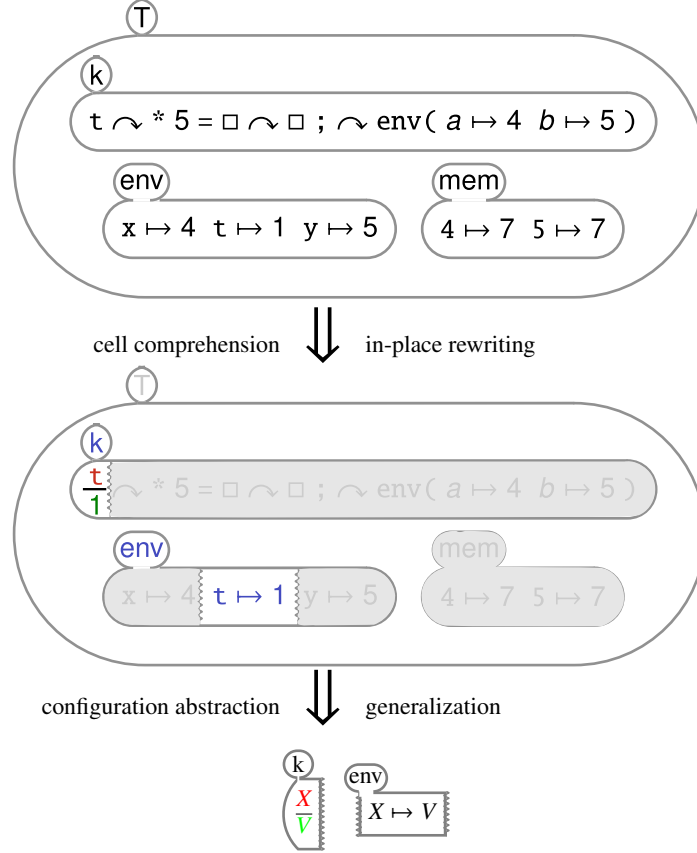 T
k
t ↷ * 5 = □ ↷ □ ; ↷ env( a ↦ 4 b ↦ 5 )
env mem
x ↦ 4 t ↦ 1 y ↦ 5 4 ↦ 7 5 ↦ 7
cell comprehension in-place rewriting
T
k
t
1
↷ * 5 = □ ↷ □ ; ↷ env( a ↦ 4 b ↦ 5 )
env mem
x ↦ 4 t ↦ 1 y ↦ 5 4 ↦ 7 5 ↦ 7
configuration abstraction generalization
k env
X
V
X ↦ V